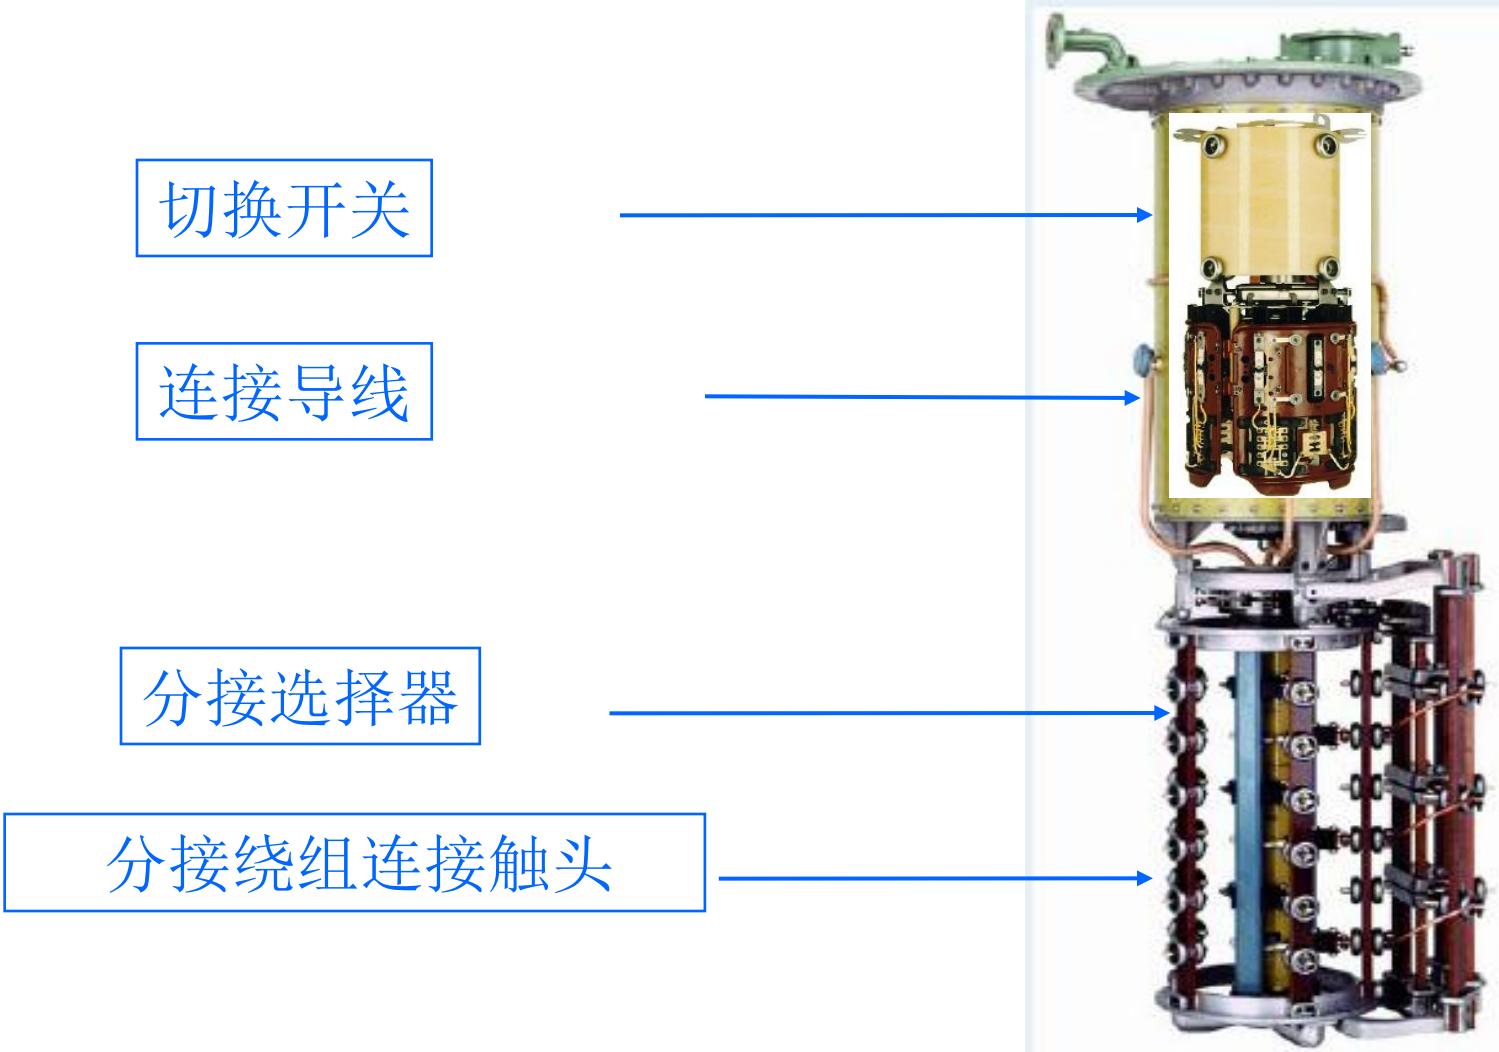 切换开关
连接导线
分接选择器
分接绕组连接触头